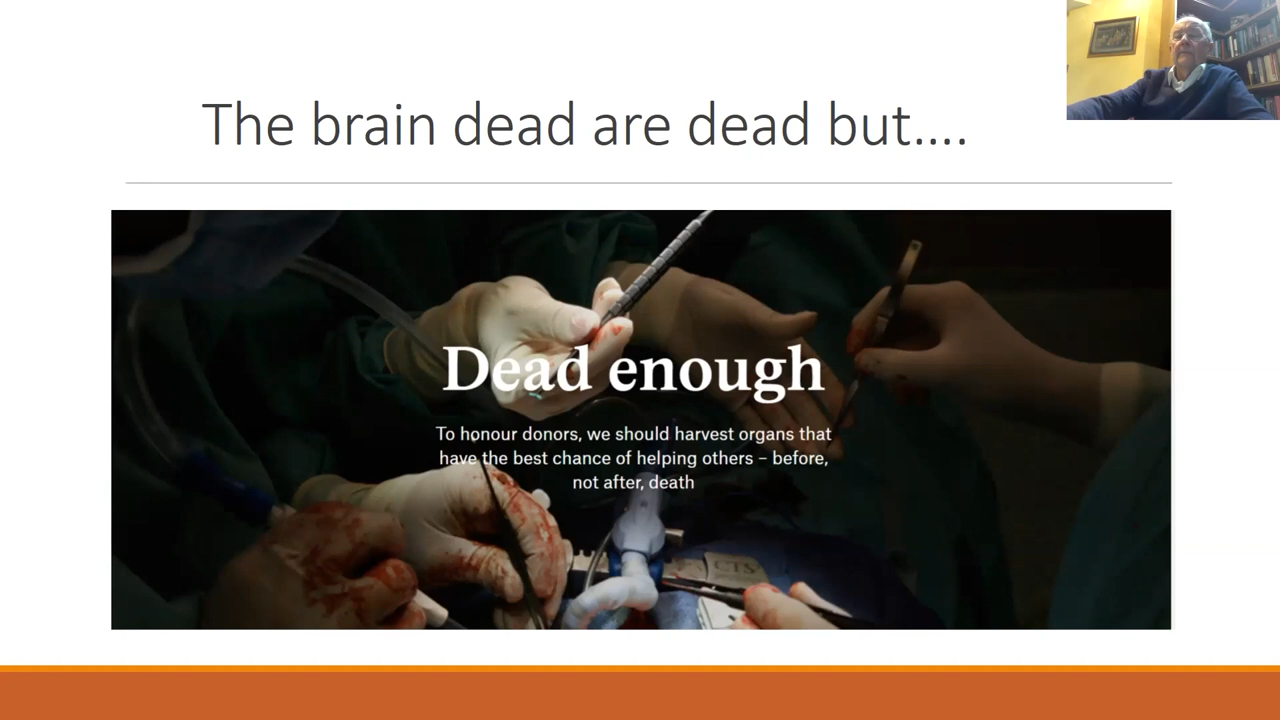 The brain dead are dead but....
Dead enough
To honour donors, we should harvest organs that
have the best chance of helping others – before,
not after, death
CTS